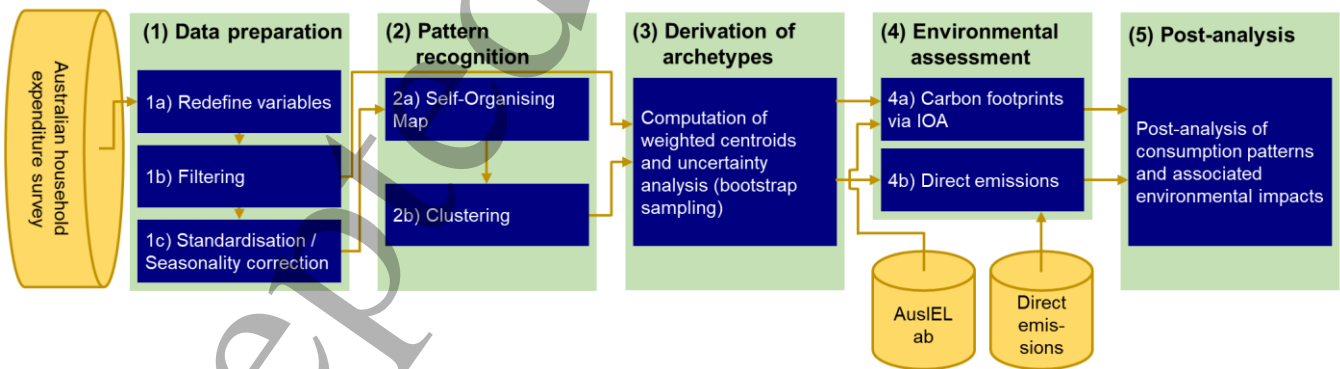 Australian household
expenditure survey
(1) Data preparation
1a) Redefine variables
1b) Filtering
1c) Standardisation /
Seasonality correction
(2) Pattern
recognition
2a) Self-Organising
Map
2b) Clustering
(3) Derivation of
archetypes
Computation of
weighted centroids
and uncertainty
analysis (bootstrap
sampling)
(4) Environmental
assessment
4a) Carbon footprints
via IOA
4b) Direct emissions
AusIEL
ab
Direct
emis-
sions
(5) Post-analysis
Post-analysis of
consumption patterns
and associated
environmental impacts